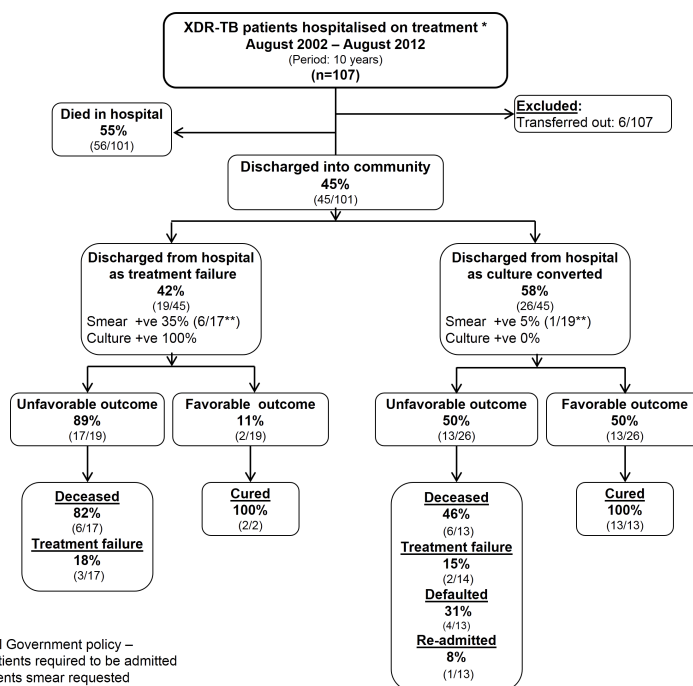 XDR-TB patients hospitalised on treatment *
August 2002 – August 2012
(Period: 10 years)
(n=107)
Died in hospital
55%
(56/101)
Excluded:
Transferred out: 6/107
Discharged into community
45%
(45/101)
Discharged from hospital
as treatment failure
42%
(19/45)
Smear +ve 35% (6/17**)
Culture +ve 100%
Discharged from hospital
as culture converted
58%
(26/45)
Smear +ve 5% (1/19**)
Culture +ve 0%
Unfavorable outcome
89%
(17/19)
Favorable outcome
11%
(2/19)
Unfavorable outcome
50%
(13/26)
Favorable outcome
50%
(13/26)
Deceased
82%
(6/17)
Treatment failure
18%
(3/17)
Cured
100%
(2/2)
Deceased
46%
(6/13)
Treatment failure
15%
(2/14)
Defaulted
31%
(4/13)
Re-admitted
8%
(1/13)
Cured
100%
(13/13)
Government policy –
required to be admitted
smear requested